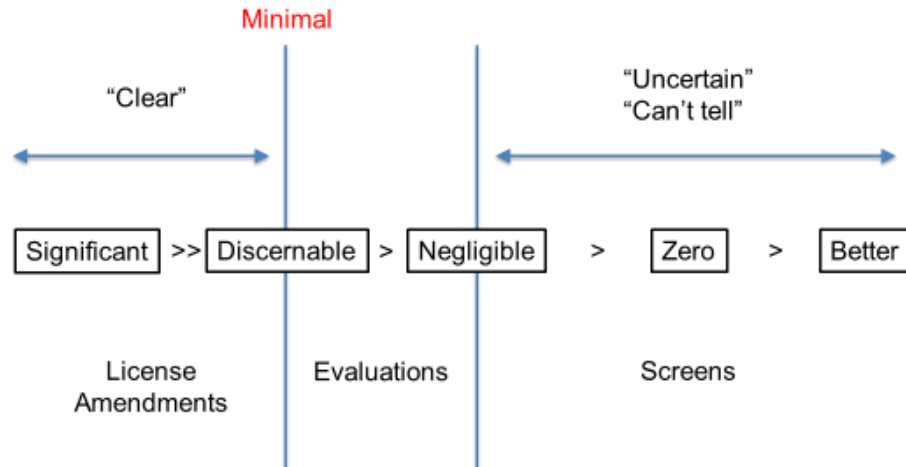 Minimal
“Clear”
“Uncertain”
“Can’t tell”
Significant >> Discernable > Negligible > Zero > Better
License
Amendments
Evaluations
Screens